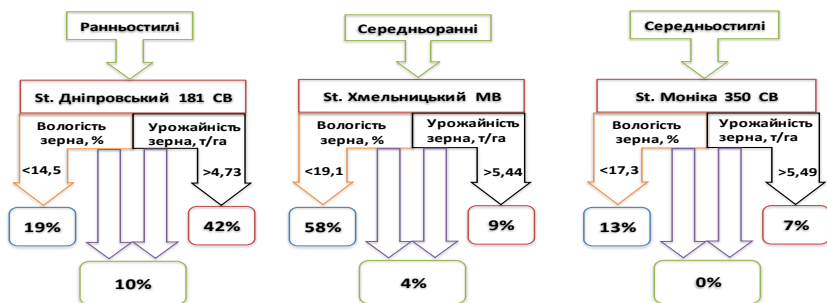 Ранньостиглі
Середньоранні
Середньостиглі
St. Дніпровський 181 СВ
St. Хмельницький МВ
St. Моніка 350 СВ
Вологість
зерна, %
Урожайність
зерна, т/га
Вологість
зерна, %
Урожайність
зерна, т/га
Вологість
зерна, %
Урожайність
зерна, т/га
<14,5
>4,73
<19,1
>5,44
<17,3
>5,49
19%
42%
58%
9%
13%
7%
10%
4%
0%